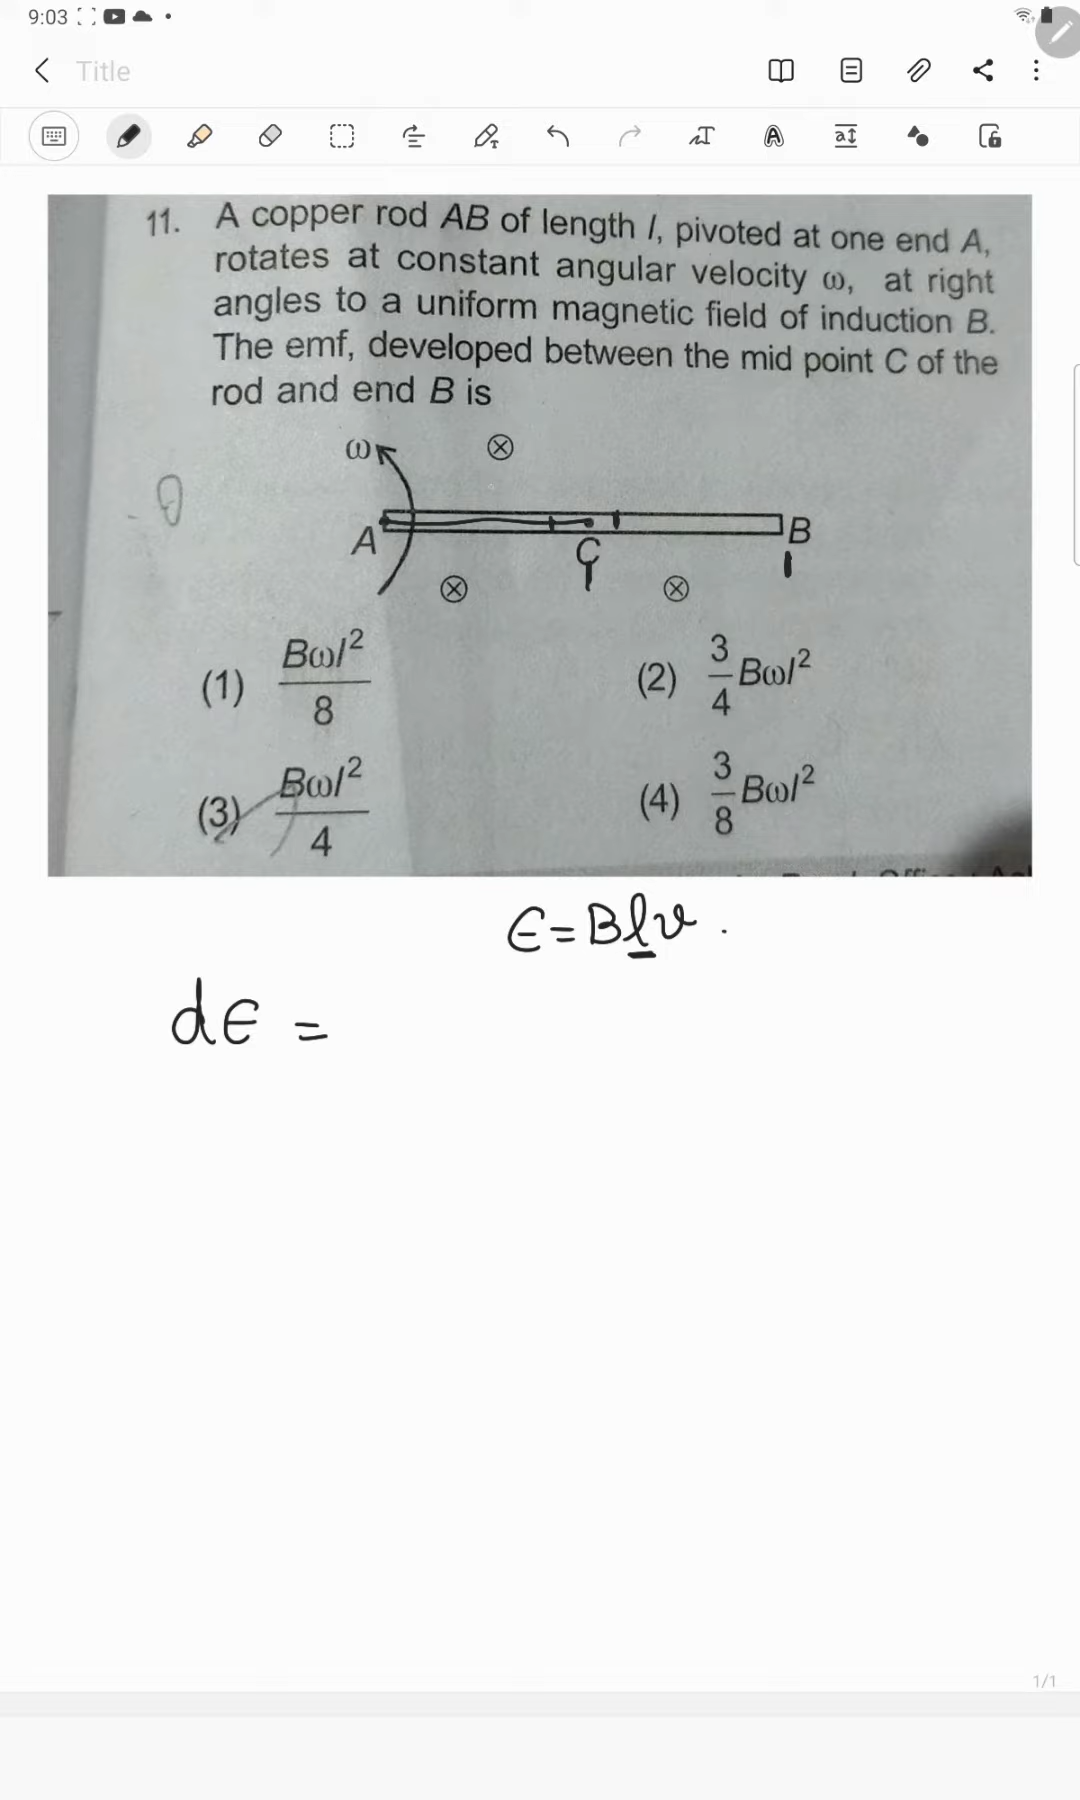 9:03
Title
11. A copper rod AB of length l, pivoted at one end A,
rotates at constant angular velocity ω, at right
angles to a uniform magnetic field of induction B.
The emf, developed between the mid point C of the
rod and end B is
ω
A
C
B
(1) Bωl²/8
(2) 3/4 Bωl²
(3) Bωl²/4
(4) 3/8 Bωl²
ϵ = Blv .
dϵ =
1/1